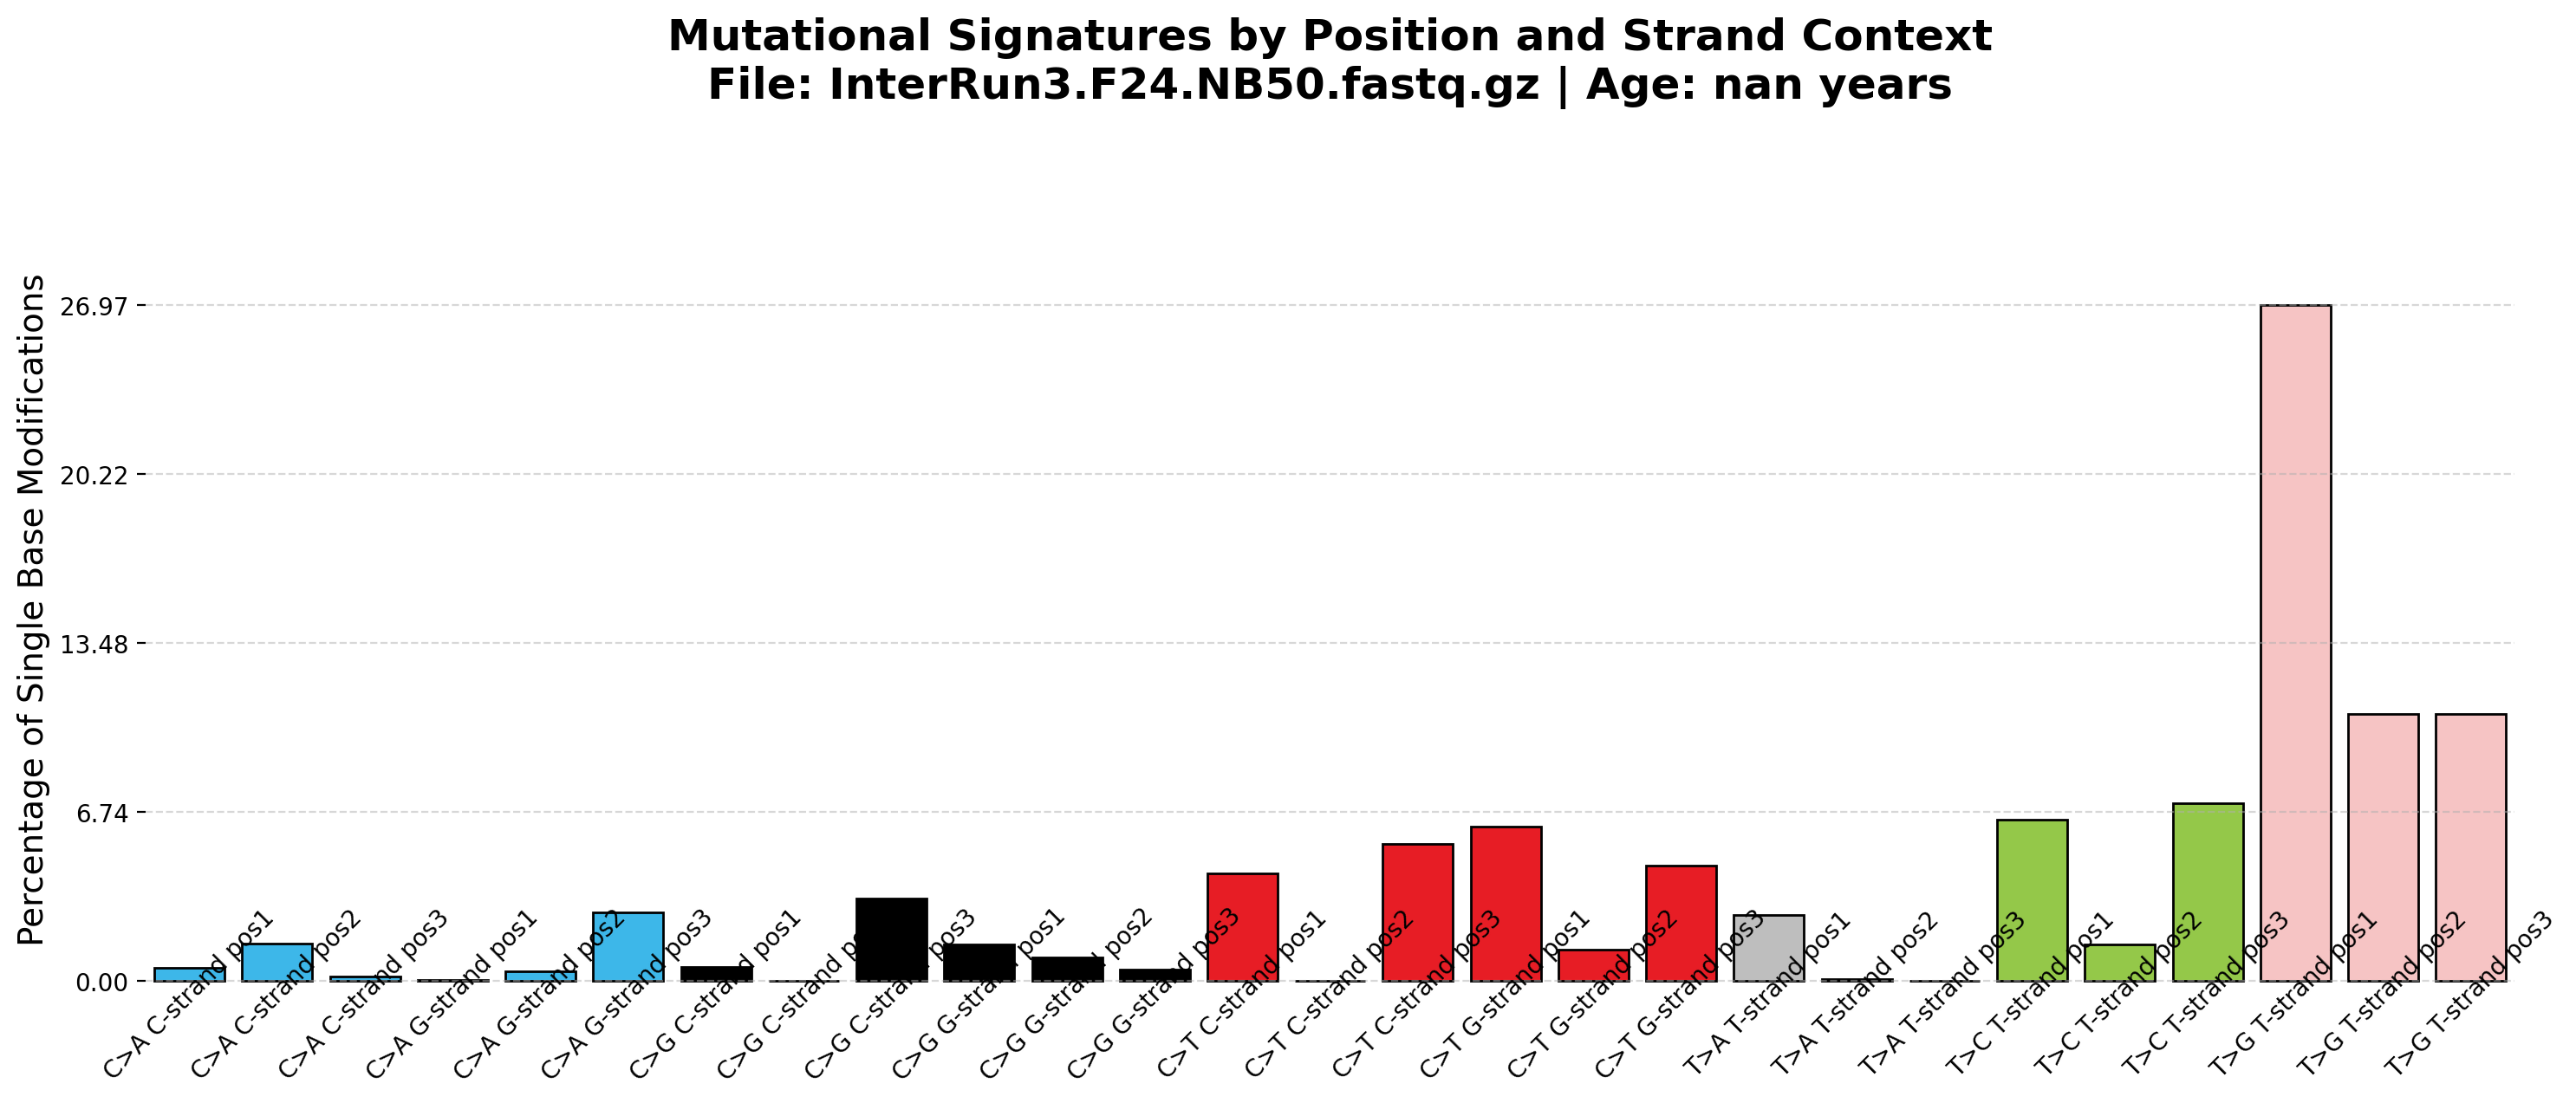 Mutational Signatures by Position and Strand Context
File: InterRun3.F24.NB50.fastq.gz | Age: nan years
Percentage of Single Base Modifications
26.97
20.22
13.48
6.74
0.00
C>A C-strand pos1
C>A C-strand pos2
C>A C-strand pos3
C>A G-strand pos1
C>A G-strand pos2
C>A G-strand pos3
C>G C-strand pos1
C>G C-strand pos2
C>G C-strand pos3
C>G G-strand pos1
C>G G-strand pos2
C>G G-strand pos3
C>T C-strand pos1
C>T C-strand pos2
C>T C-strand pos3
C>T G-strand pos1
C>T G-strand pos2
C>T G-strand pos3
T>A T-strand pos1
T>A T-strand pos2
T>A T-strand pos3
T>C T-strand pos1
T>C T-strand pos2
T>C T-strand pos3
T>G T-strand pos1
T>G T-strand pos2
T>G T-strand pos3